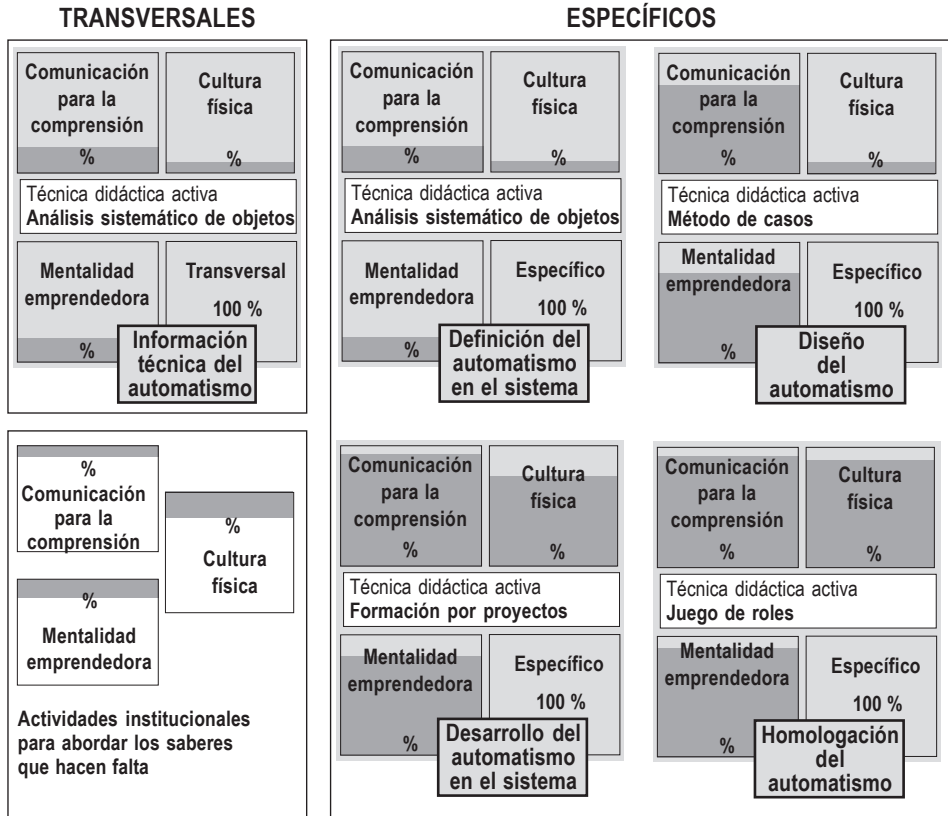 TRANSVERSALES
Comunicación
para la
comprensión
%
Cultura
física
%
Técnica didáctica activa
Análisis sistemático de objetos
Mentalidad
emprendedora
%
Transversal
100 %
Información
técnica del
automatismo
%
Comunicación
para la
comprensión
%
Cultura
física
%
Mentalidad
emprendedora
Actividades institucionales
para abordar los saberes
que hacen falta
ESPECÍFICOS
Comunicación
para la
comprensión
%
Cultura
física
%
Técnica didáctica activa
Análisis sistemático de objetos
Mentalidad
emprendedora
%
Específico
100 %
Definición del
automatismo
en el sistema
Comunicación
para la
comprensión
%
Cultura
física
%
Técnica didáctica activa
Método de casos
Mentalidad
emprendedora
%
Específico
100 %
Diseño
del
automatismo
Comunicación
para la
comprensión
%
Cultura
física
%
Técnica didáctica activa
Formación por proyectos
Mentalidad
emprendedora
%
Específico
100 %
Desarrollo del
automatismo
en el sistema
Comunicación
para la
comprensión
%
Cultura
física
%
Técnica didáctica activa
Juego de roles
Mentalidad
emprendedora
%
Específico
100 %
Homologación
del
automatismo